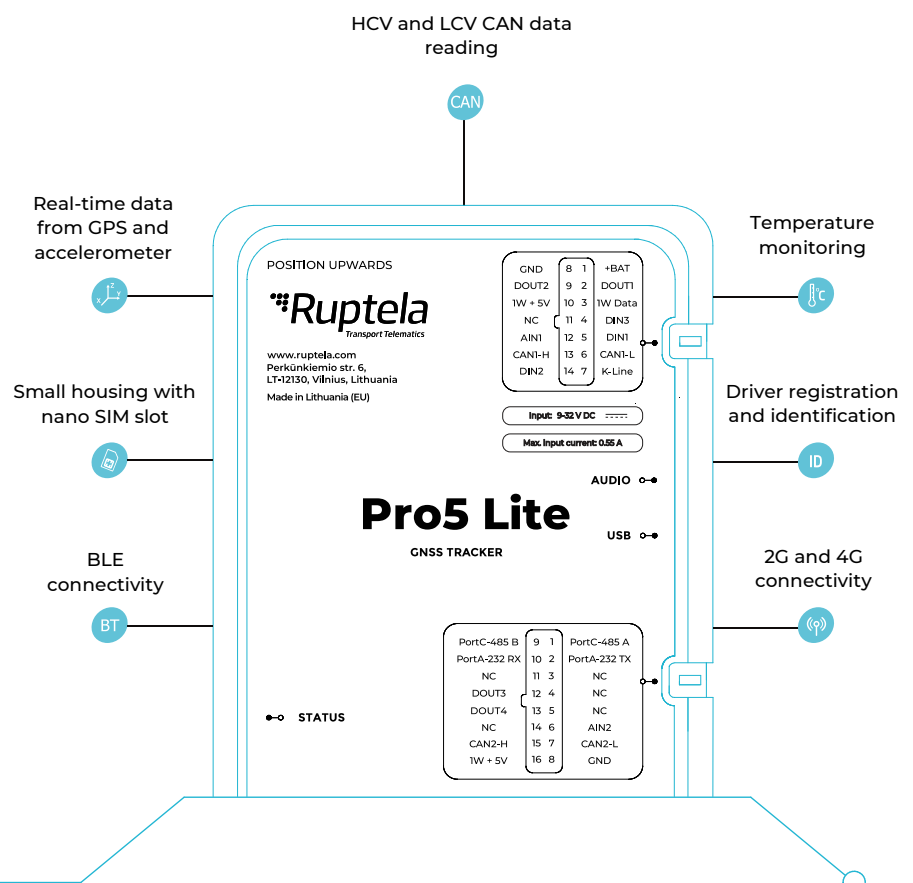 HCV and LCV CAN data
reading
CAN
Real-time data
from GPS and
accelerometer
X Z Y
Small housing with
nano SIM slot
BLE
connectivity
BT
POSITION UPWARDS
Ruptela
Transport Telematics
www.ruptela.com
Perkūnkiemio str. 6,
LT-12130, Vilnius, Lithuania
Made in Lithuania (EU)
GND 8 1 +BAT
DOUT2 9 2 DOUT1
1W + 5V 10 3 1W Data
NC 11 4 DIN3
AIN1 12 5 DIN1
CAN1-H 13 6 CAN1-L
DIN2 14 7 K-Line
Input: 9-32 V DC
Max. input current: 0.55 A
AUDIO
Pro5 Lite
USB
GNSS TRACKER
PortC-485 B 9 1 PortC-485 A
PortA-232 RX 10 2 PortA-232 TX
NC 11 3 NC
DOUT3 12 4 NC
DOUT4 13 5 NC
NC 14 6 AIN2
CAN2-H 15 7 CAN2-L
1W + 5V 16 8 GND
STATUS
Temperature
monitoring
°C
Driver registration
and identification
ID
2G and 4G
connectivity